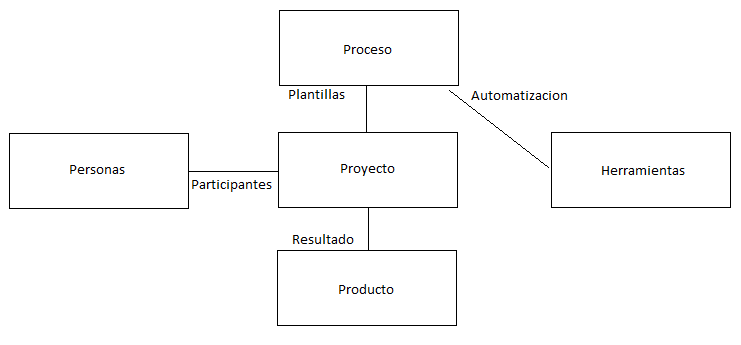 Proceso
Plantillas
Automatizacion
Personas
Participantes
Proyecto
Herramientas
Resultado
Producto